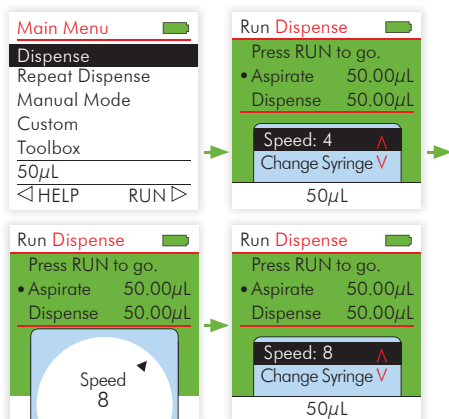 Main Menu
Dispense
Repeat Dispense
Manual Mode
Custom
Toolbox
50µL
HELP RUN
Run Dispense
Press RUN to go.
•Aspirate 50.00µL
Dispense 50.00µL
Speed: 4
Change Syringe
50µL
Run Dispense
Press RUN to go.
•Aspirate 50.00µL
Dispense 50.00µL
Speed
8
Run Dispense
Press RUN to go.
•Aspirate 50.00µL
Dispense 50.00µL
Speed: 8
Change Syringe
50µL